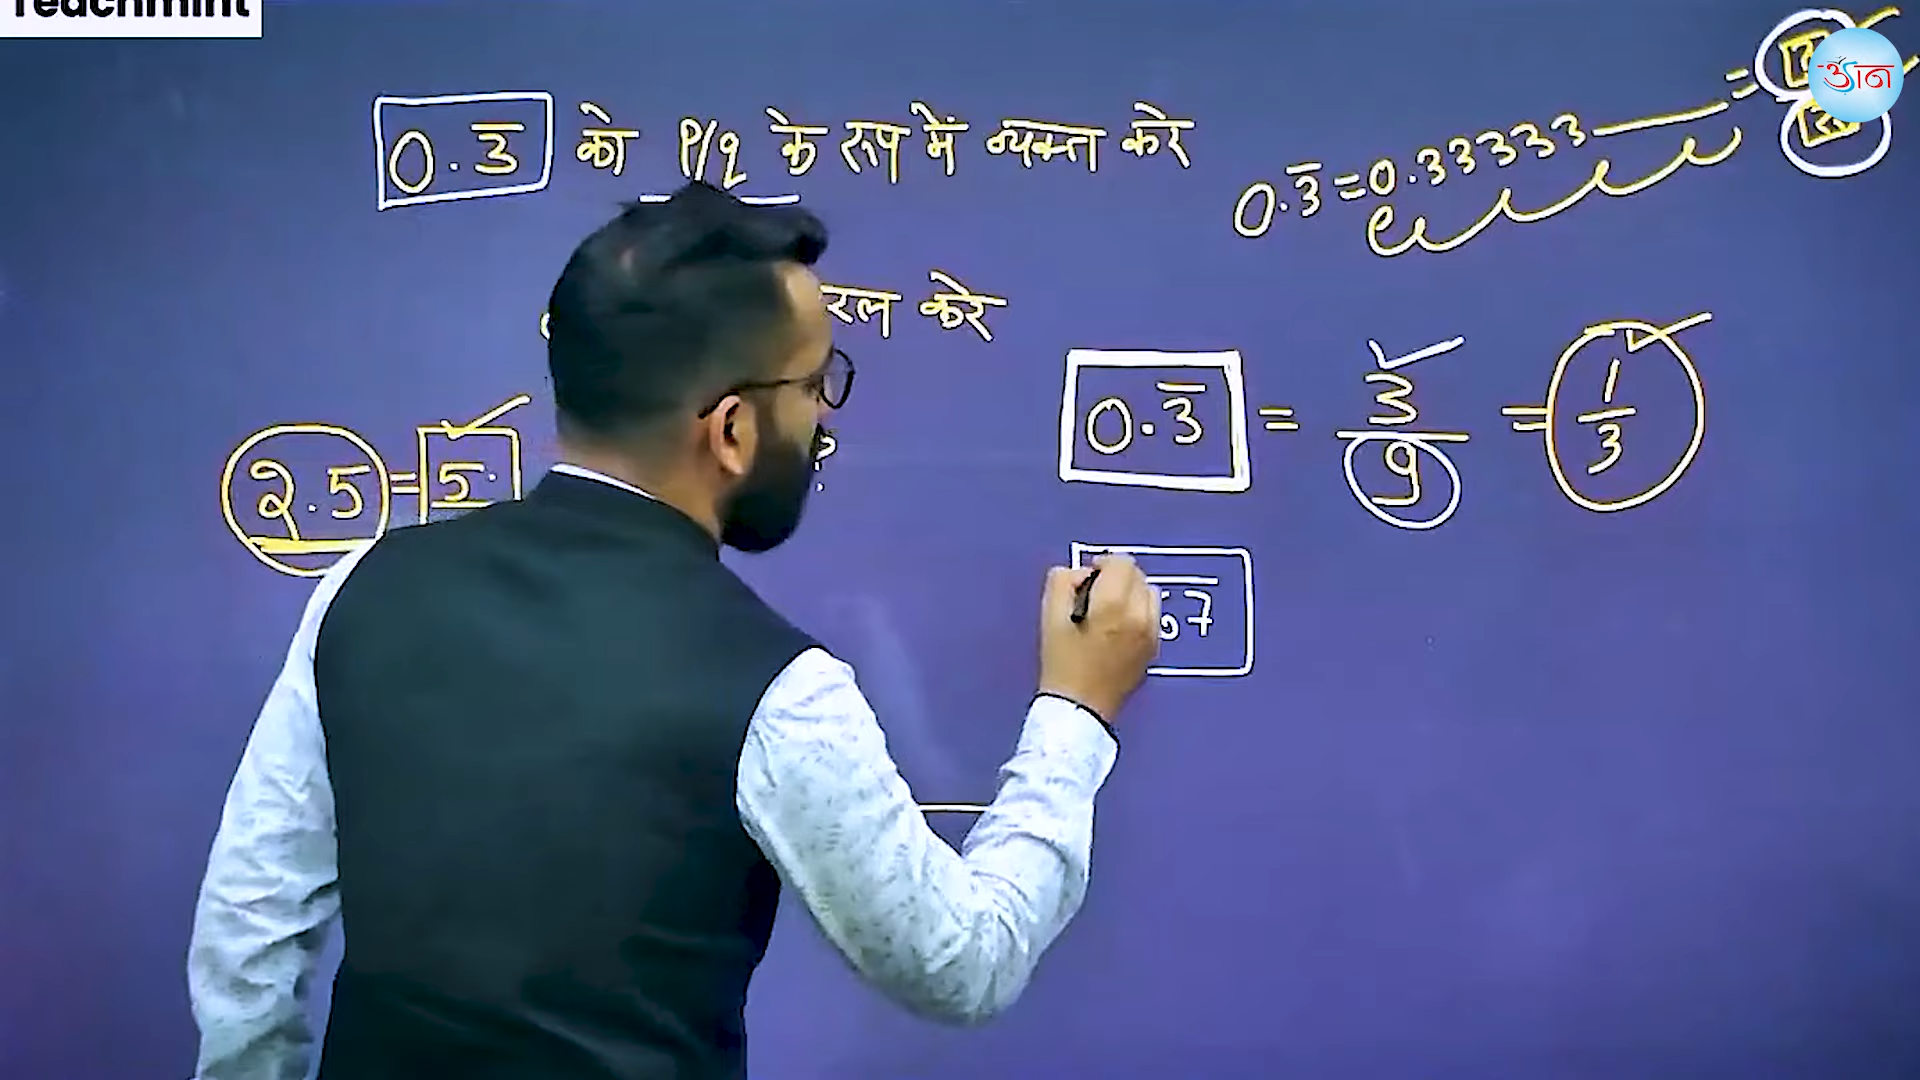 Teachmint
ज्ञान
0.3̅ को P/q के रूप में व्यक्त करे
0.3̅ = 0.33333
रल करे
२.5 = 5
?
0.3̅ = 3/9 = 1/3
67